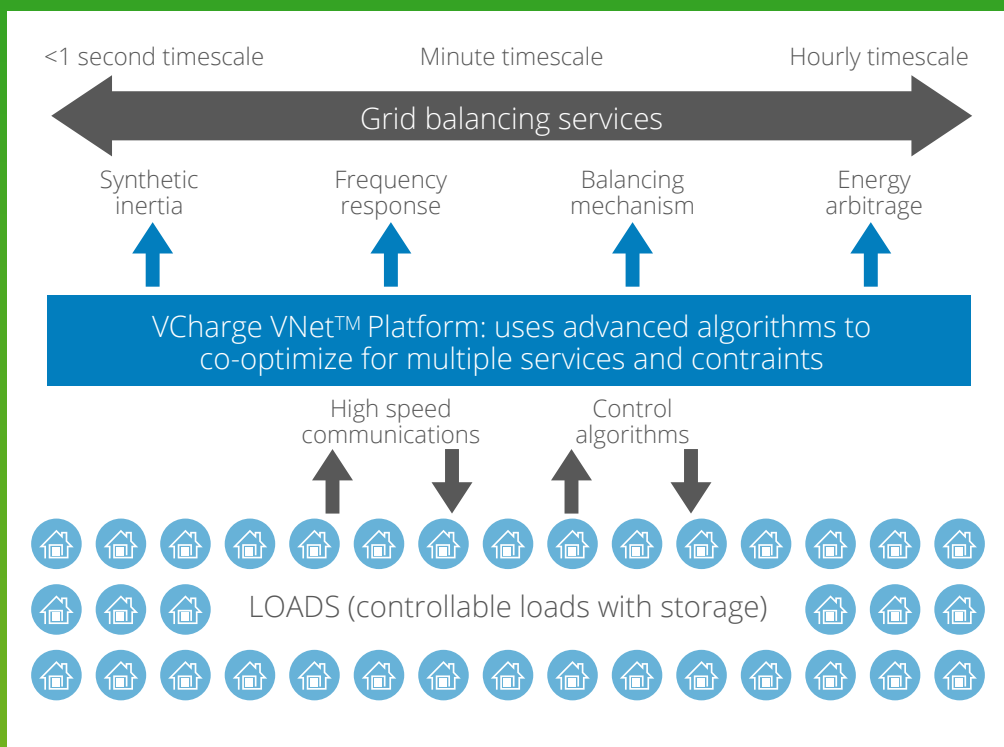 <1 second timescale
Minute timescale
Hourly timescale
Grid balancing services
Synthetic
inertia
Frequency
response
Balancing
mechanism
Energy
arbitrage
VCharge VNet™ Platform: uses advanced algorithms to
co-optimize for multiple services and contraints
High speed
communications
Control
algorithms
LOADS (controllable loads with storage)